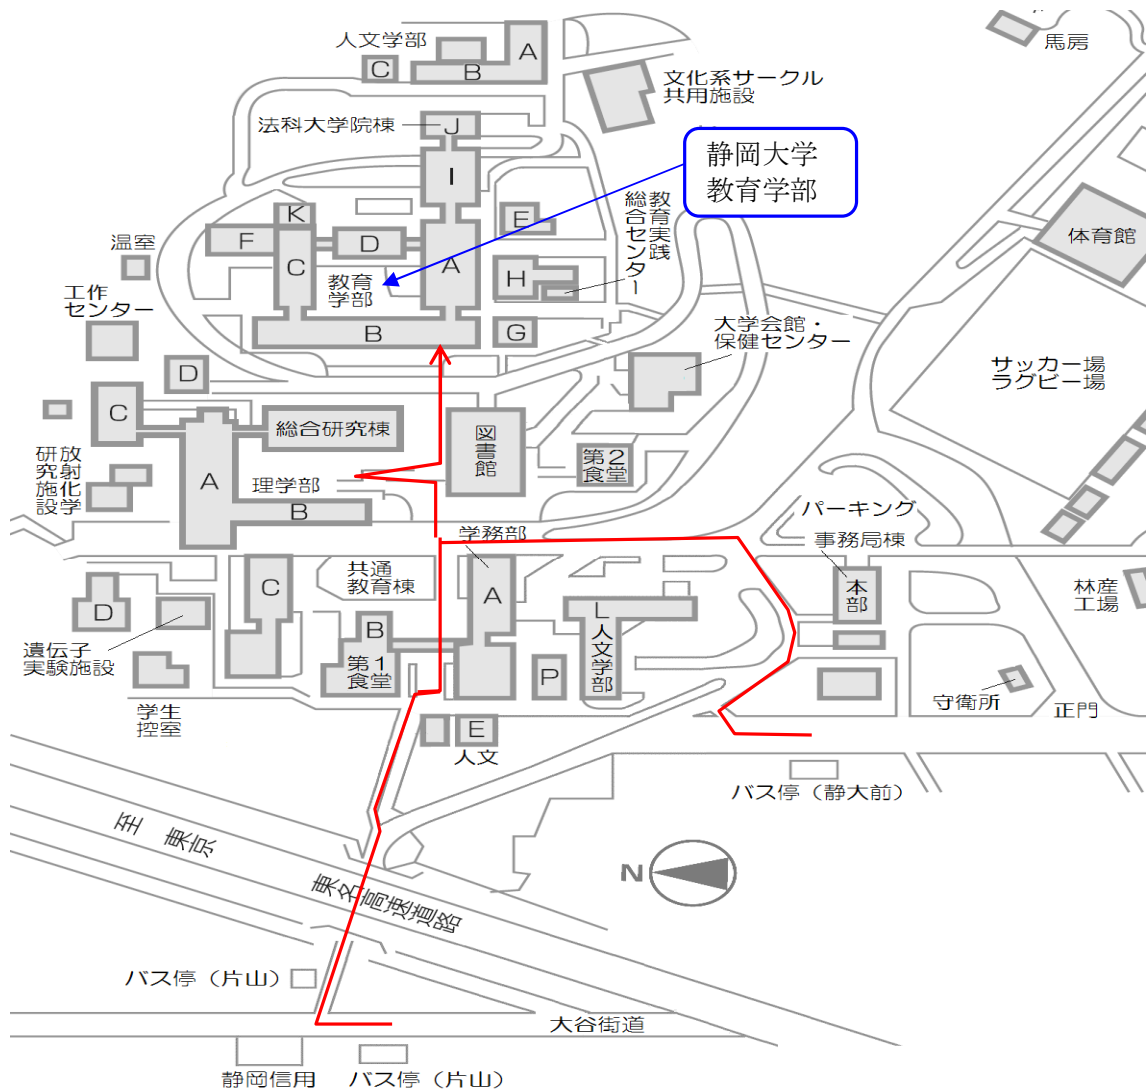 人文学部
A
C
B
馬房
文化系サークル
共用施設
法科大学院棟
J
静岡大学
教育学部
I
教育実践
総合センター
K
E
F
D
C
A
体育館
温室
教育
学部
H
工作
センター
B
G
大学会館・
保健センター
サッカー場
ラグビー場
D
C
総合研究棟
図書館
第2
食堂
放射化学
研究施設
A
理学部
B
パーキング
学務部
事務局棟
共通
教育棟
C
A
本部
林産
工場
D
L
人文学部
B
遺伝子
実験施設
第1
食堂
P
守衛所
正門
学生
控室
E
人文
バス停(静大前)
至 東京
N
東名高速道路
バス停(片山)
大谷街道
静岡信用
バス停(片山)